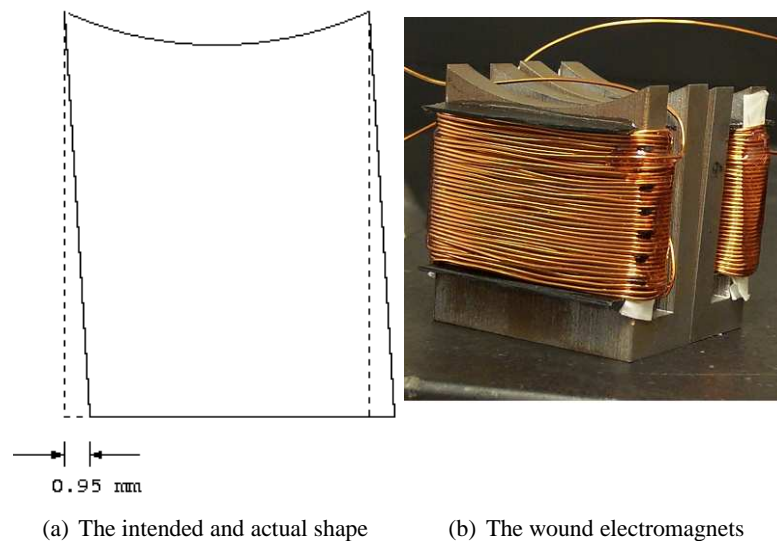 0.95 mm
(a) The intended and actual shape
(b) The wound electromagnets